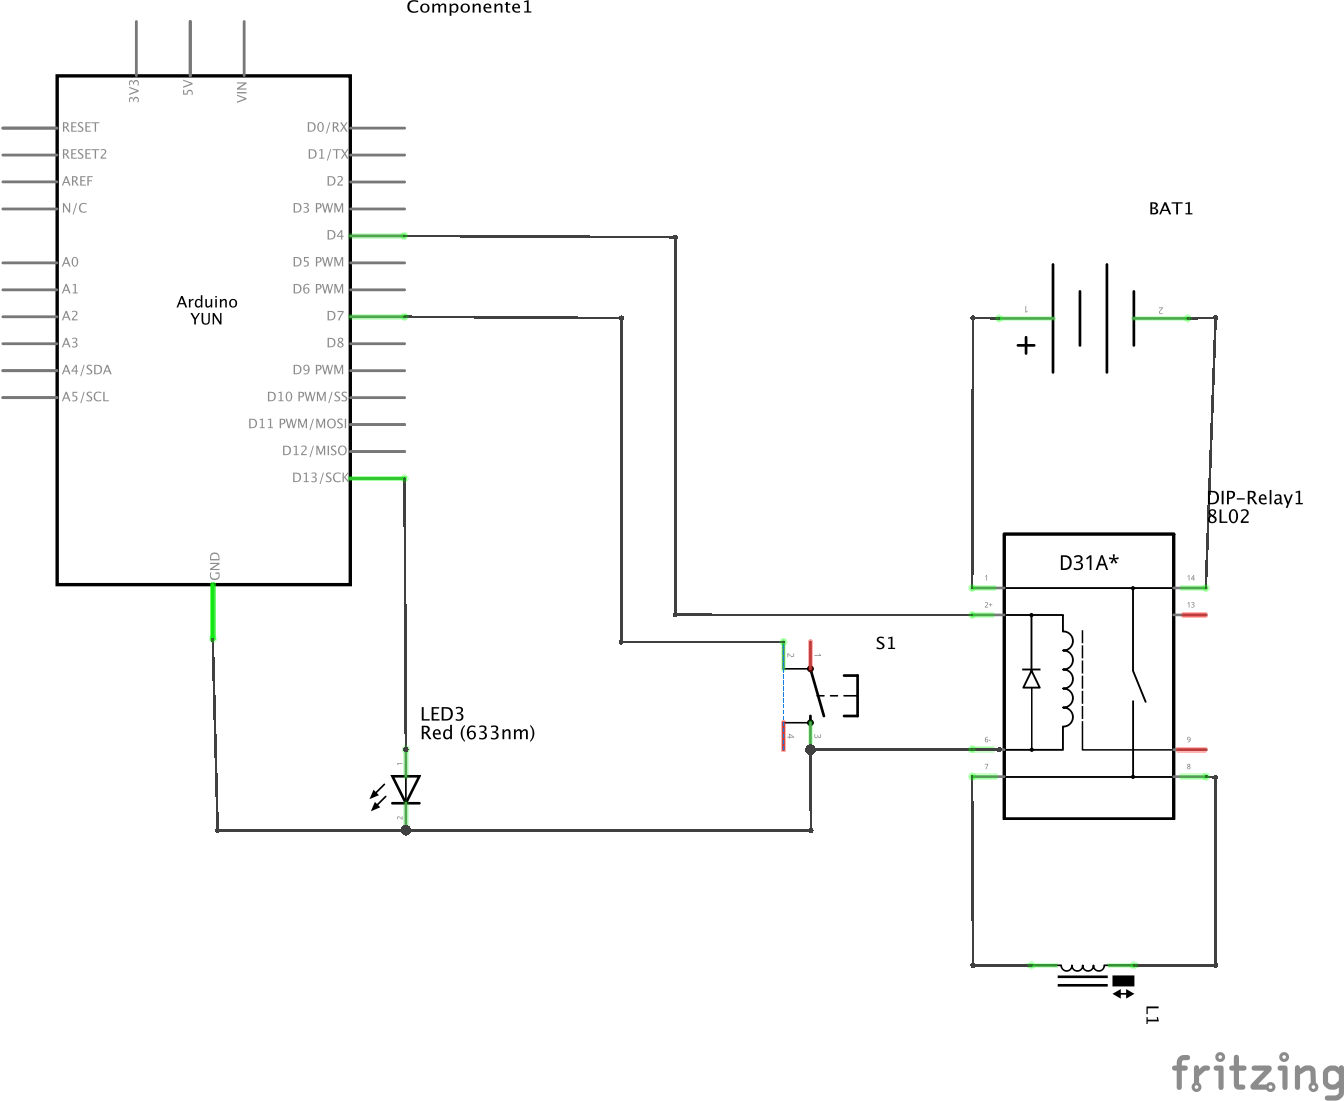 Componente1
3V3
5V
VIN
RESET
RESET2
AREF
N/C
A0
A1
A2
A3
A4/SDA
A5/SCL
Arduino
YUN
D0/RX
D1/TX
D2
D3 PWM
D4
D5 PWM
D6 PWM
D7
D8
D9 PWM
D10 PWM/SS
D11 PWM/MOSI
D12/MISO
D13/SCK
GND
BAT1
1
2
+
DIP-Relay1
8L02
D31A*
1
2+
6-
7
14
13
9
8
S1
2
1
4
3
LED3
Red (633nm)
1
2
L1
fritzing